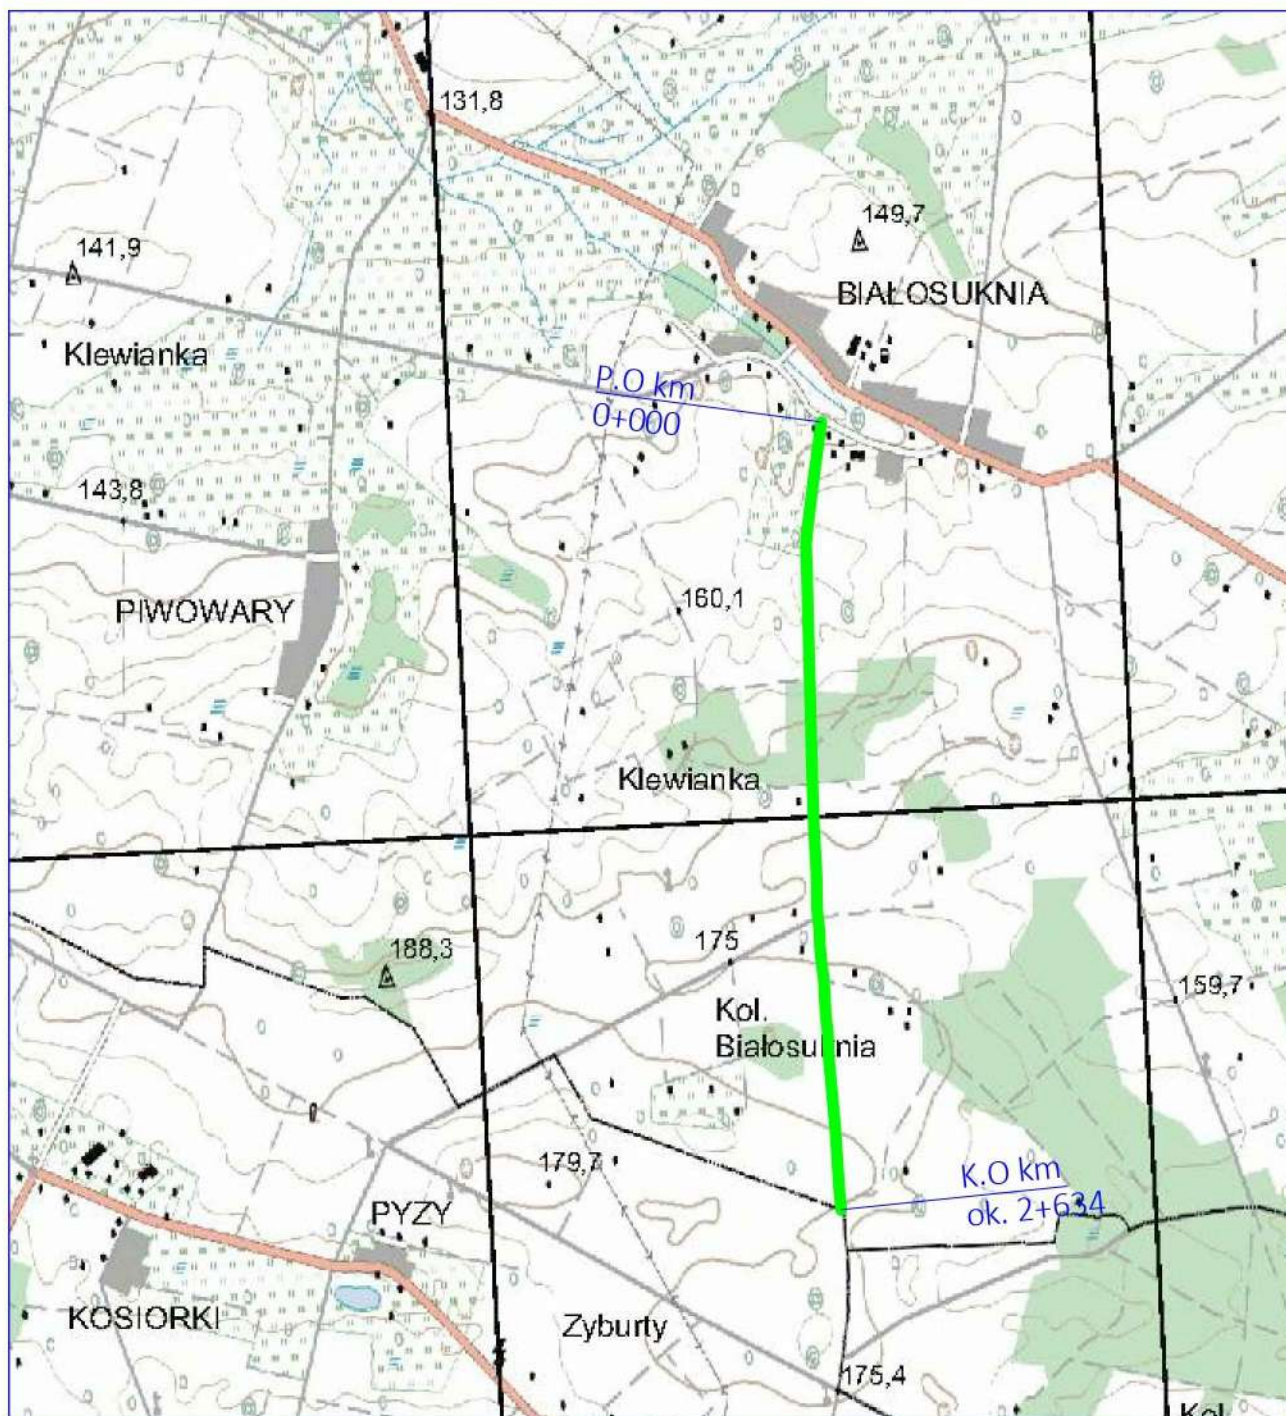 131,8
149,7
141,9
BIAŁOSUKNIA
Klewianka
P.O km
0+000
143,8
PIWOWARY
160,1
Klewianka
175
188,3
159,7
Kol.
Białosuknia
179,7
K.O km
ok. 2+634
PYZY
KOSIORKI
Zyburty
175,4
Kol.